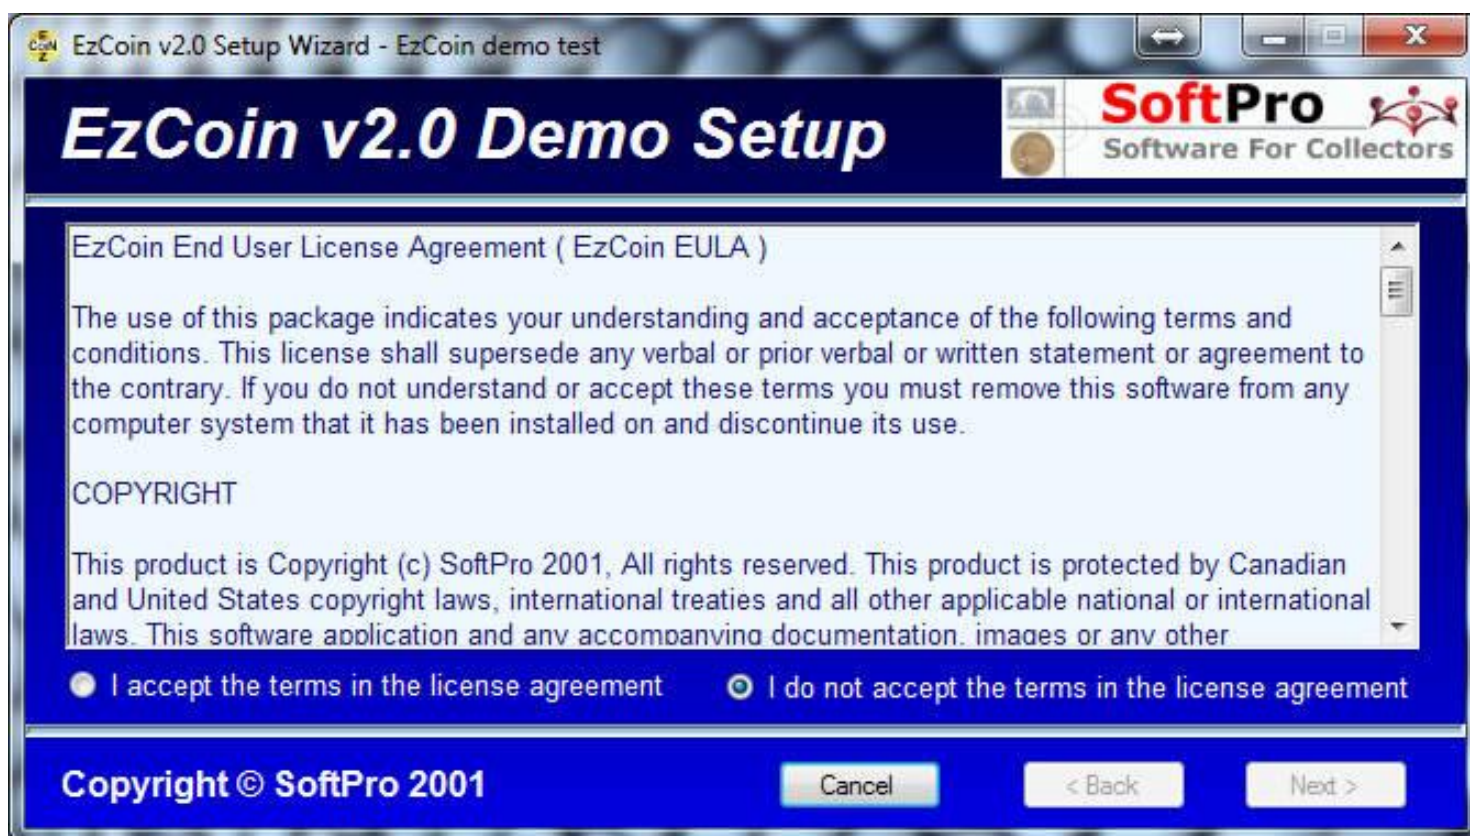 EzCoin v2.0 Setup Wizard - EzCoin demo test
EzCoin v2.0 Demo Setup
SoftPro
Software For Collectors
EzCoin End User License Agreement ( EzCoin EULA )
The use of this package indicates your understanding and acceptance of the following terms and
conditions. This license shall supersede any verbal or prior verbal or written statement or agreement to
the contrary. If you do not understand or accept these terms you must remove this software from any
computer system that it has been installed on and discontinue its use.
COPYRIGHT
This product is Copyright (c) SoftPro 2001, All rights reserved. This product is protected by Canadian
and United States copyright laws, international treaties and all other applicable national or international
laws. This software application and any accompanying documentation, images or any other
I accept the terms in the license agreement
I do not accept the terms in the license agreement
Copyright © SoftPro 2001
Cancel
< Back
Next >